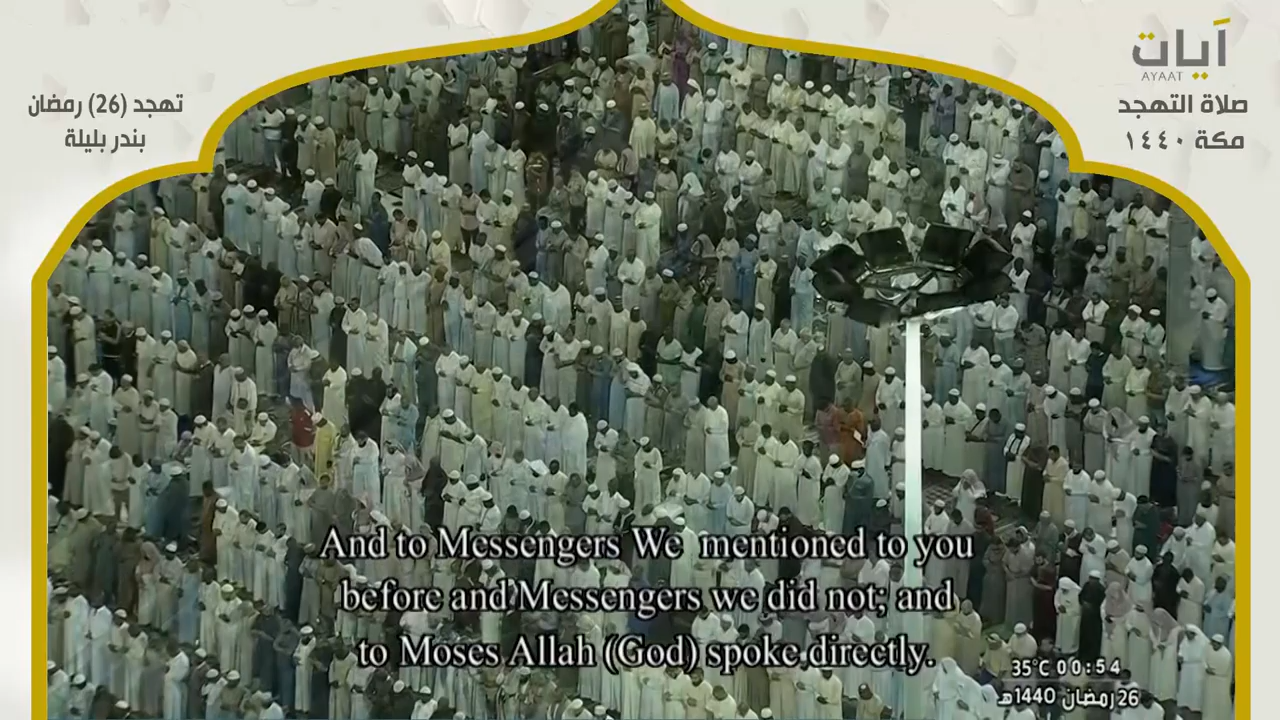 آيات
AYAAT
صلاة التهجد
مكة ١٤٤٠
تهجد (26) رمضان
بندر بليلة
And to Messengers We mentioned to you
before and Messengers we did not; and
to Moses Allah (God) spoke directly.
35°C 00:54
26 رمضان 1440هـ